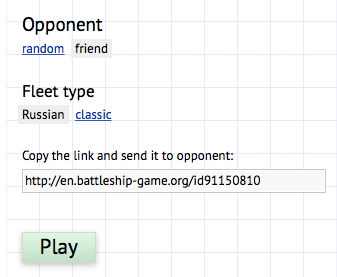 Opponent
random friend
Fleet type
Russian classic
Copy the link and send it to opponent:
http://en.battleship-game.org/id91150810
Play